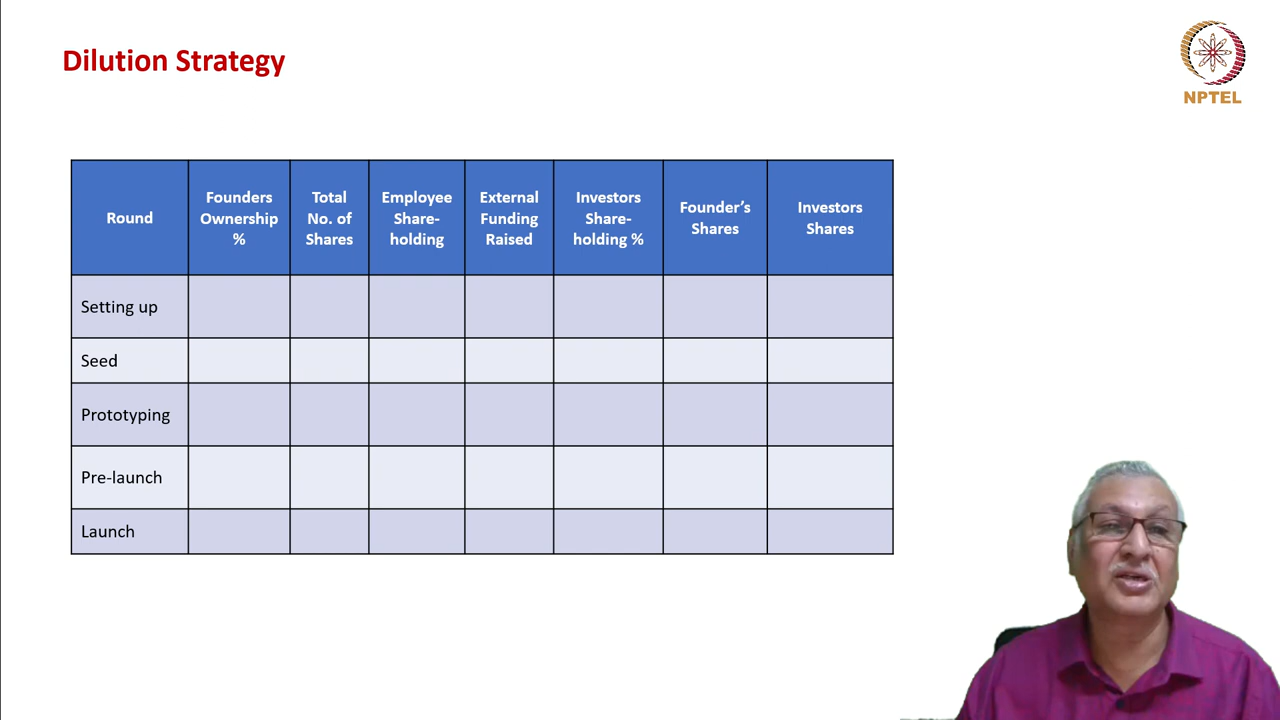 Dilution Strategy
NPTEL
Round
Founders
Ownership
%
Total
No. of
Shares
Employee
Share-
holding
External
Funding
Raised
Investors
Share-
holding %
Founder’s
Shares
Investors
Shares
Setting up
Seed
Prototyping
Pre-launch
Launch